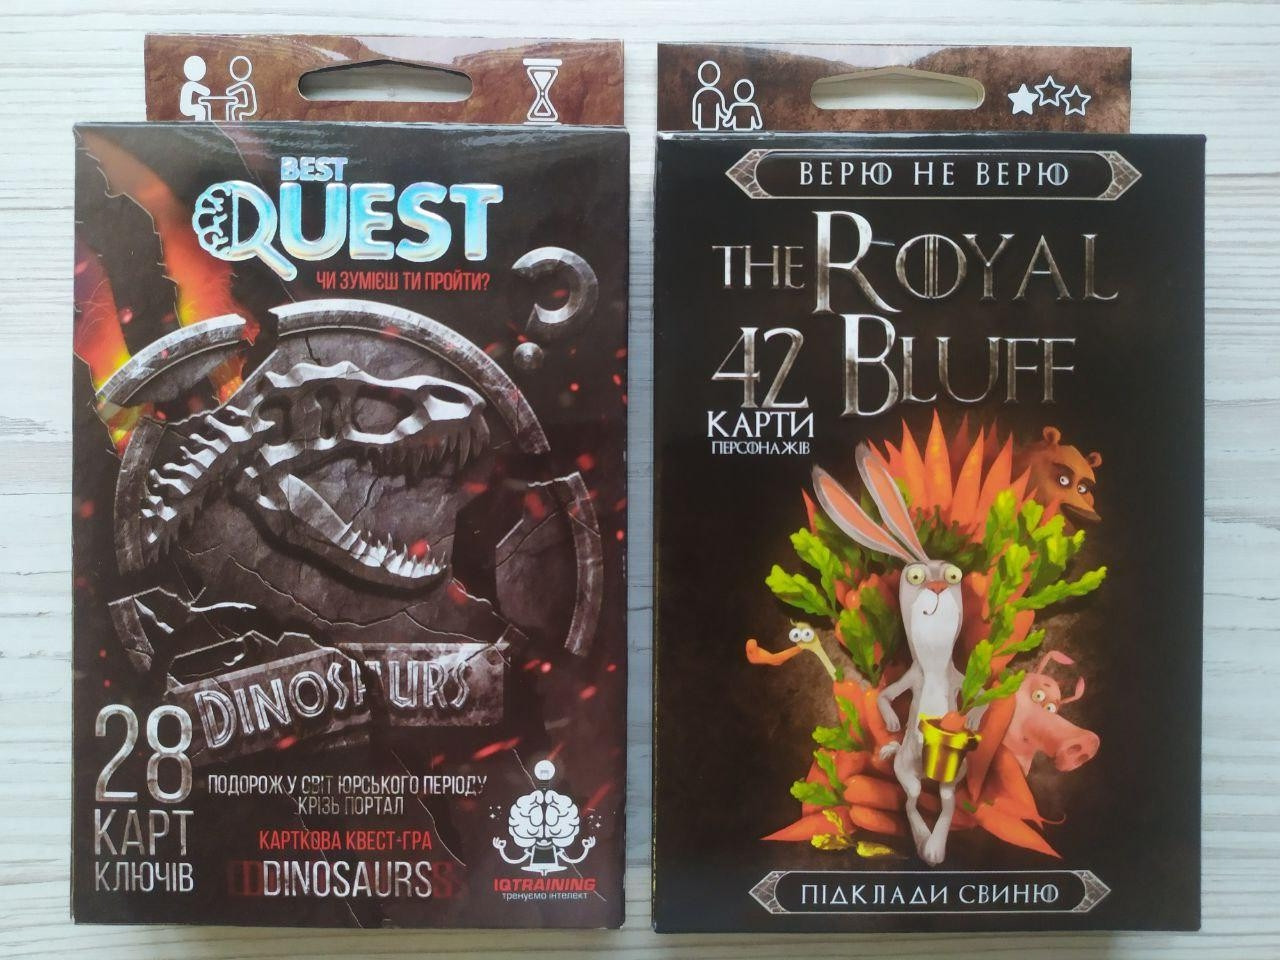 BEST
QUEST
ЧИ ЗУМІЄШ ТИ ПРОЙТИ?
?
DINOSAURS
28
КАРТ
КЛЮЧІВ
ПОДОРОЖ У СВІТ ЮРСЬКОГО ПЕРІОДУ
КРІЗЬ ПОРТАЛ
КАРТКОВА КВЕСТ-ГРА
DINOSAURS
IQTRAINING
тренуємо інтелект
ВЕРЮ НЕ ВЕРЮ
THE ROYAL
42 BLUFF
КАРТИ
ПЕРСОНАЖІВ
ПІДКЛАДИ СВИНЮ